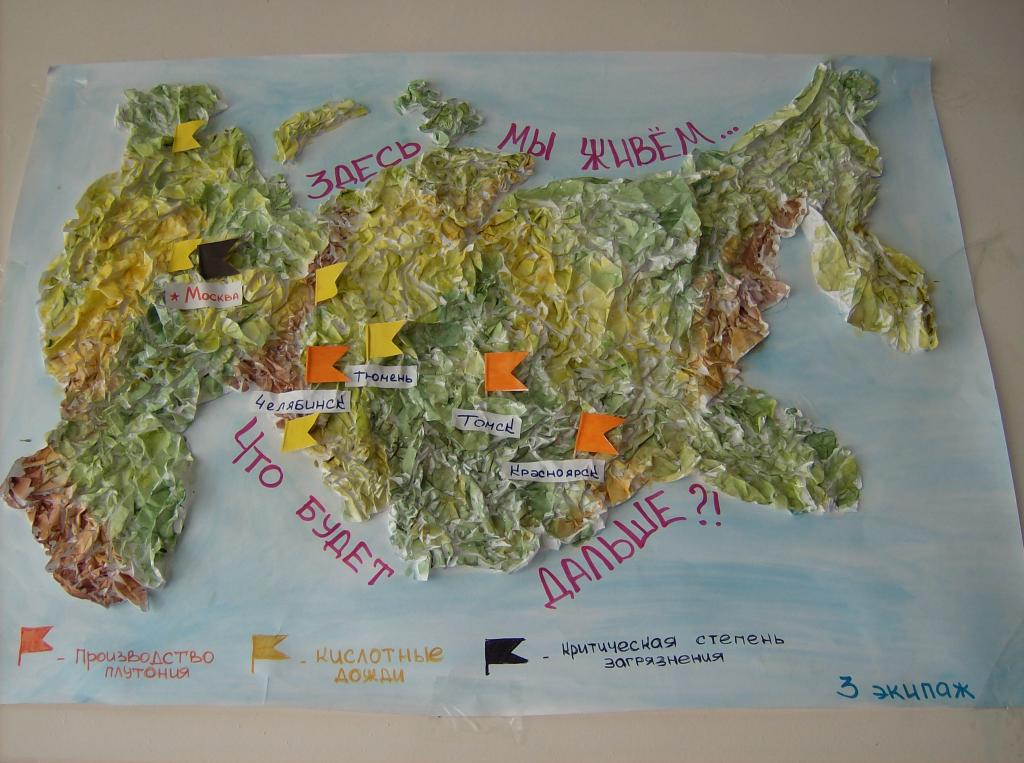 ЗДЕСЬ МЫ ЖИВЁМ...
★ Москва
Тюмень
Челябинск
Томск
Красноярск
Что БУДЕТ ДАЛЬШЕ?!
- Производство
плутония
- кислотные
дожди
- Критическая степень
загрязнения
3 экипаж